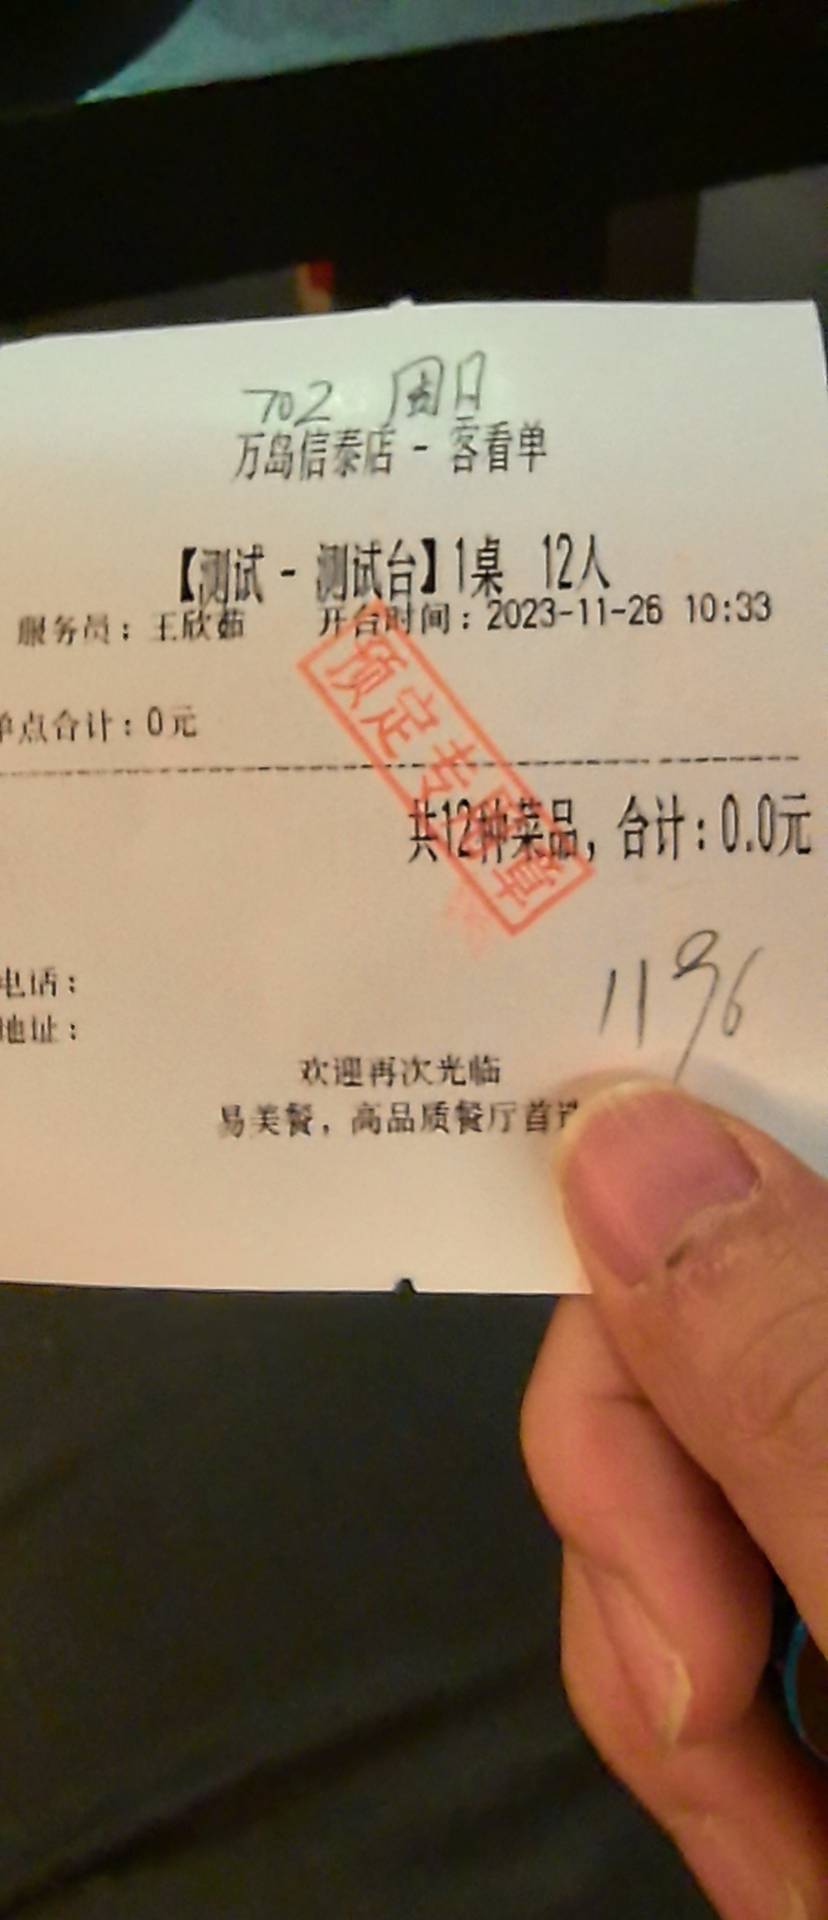 702 周日
万岛信泰店 - 客看单
【测试 - 测试台】1桌 12人
服务员：王欣茹 开台时间：2023-11-26 10:33
单点合计：0元
预定专用章
共12种菜品，合计：0.0元
1196
电话：
地址：
欢迎再次光临
易美餐，高品质餐厅首选